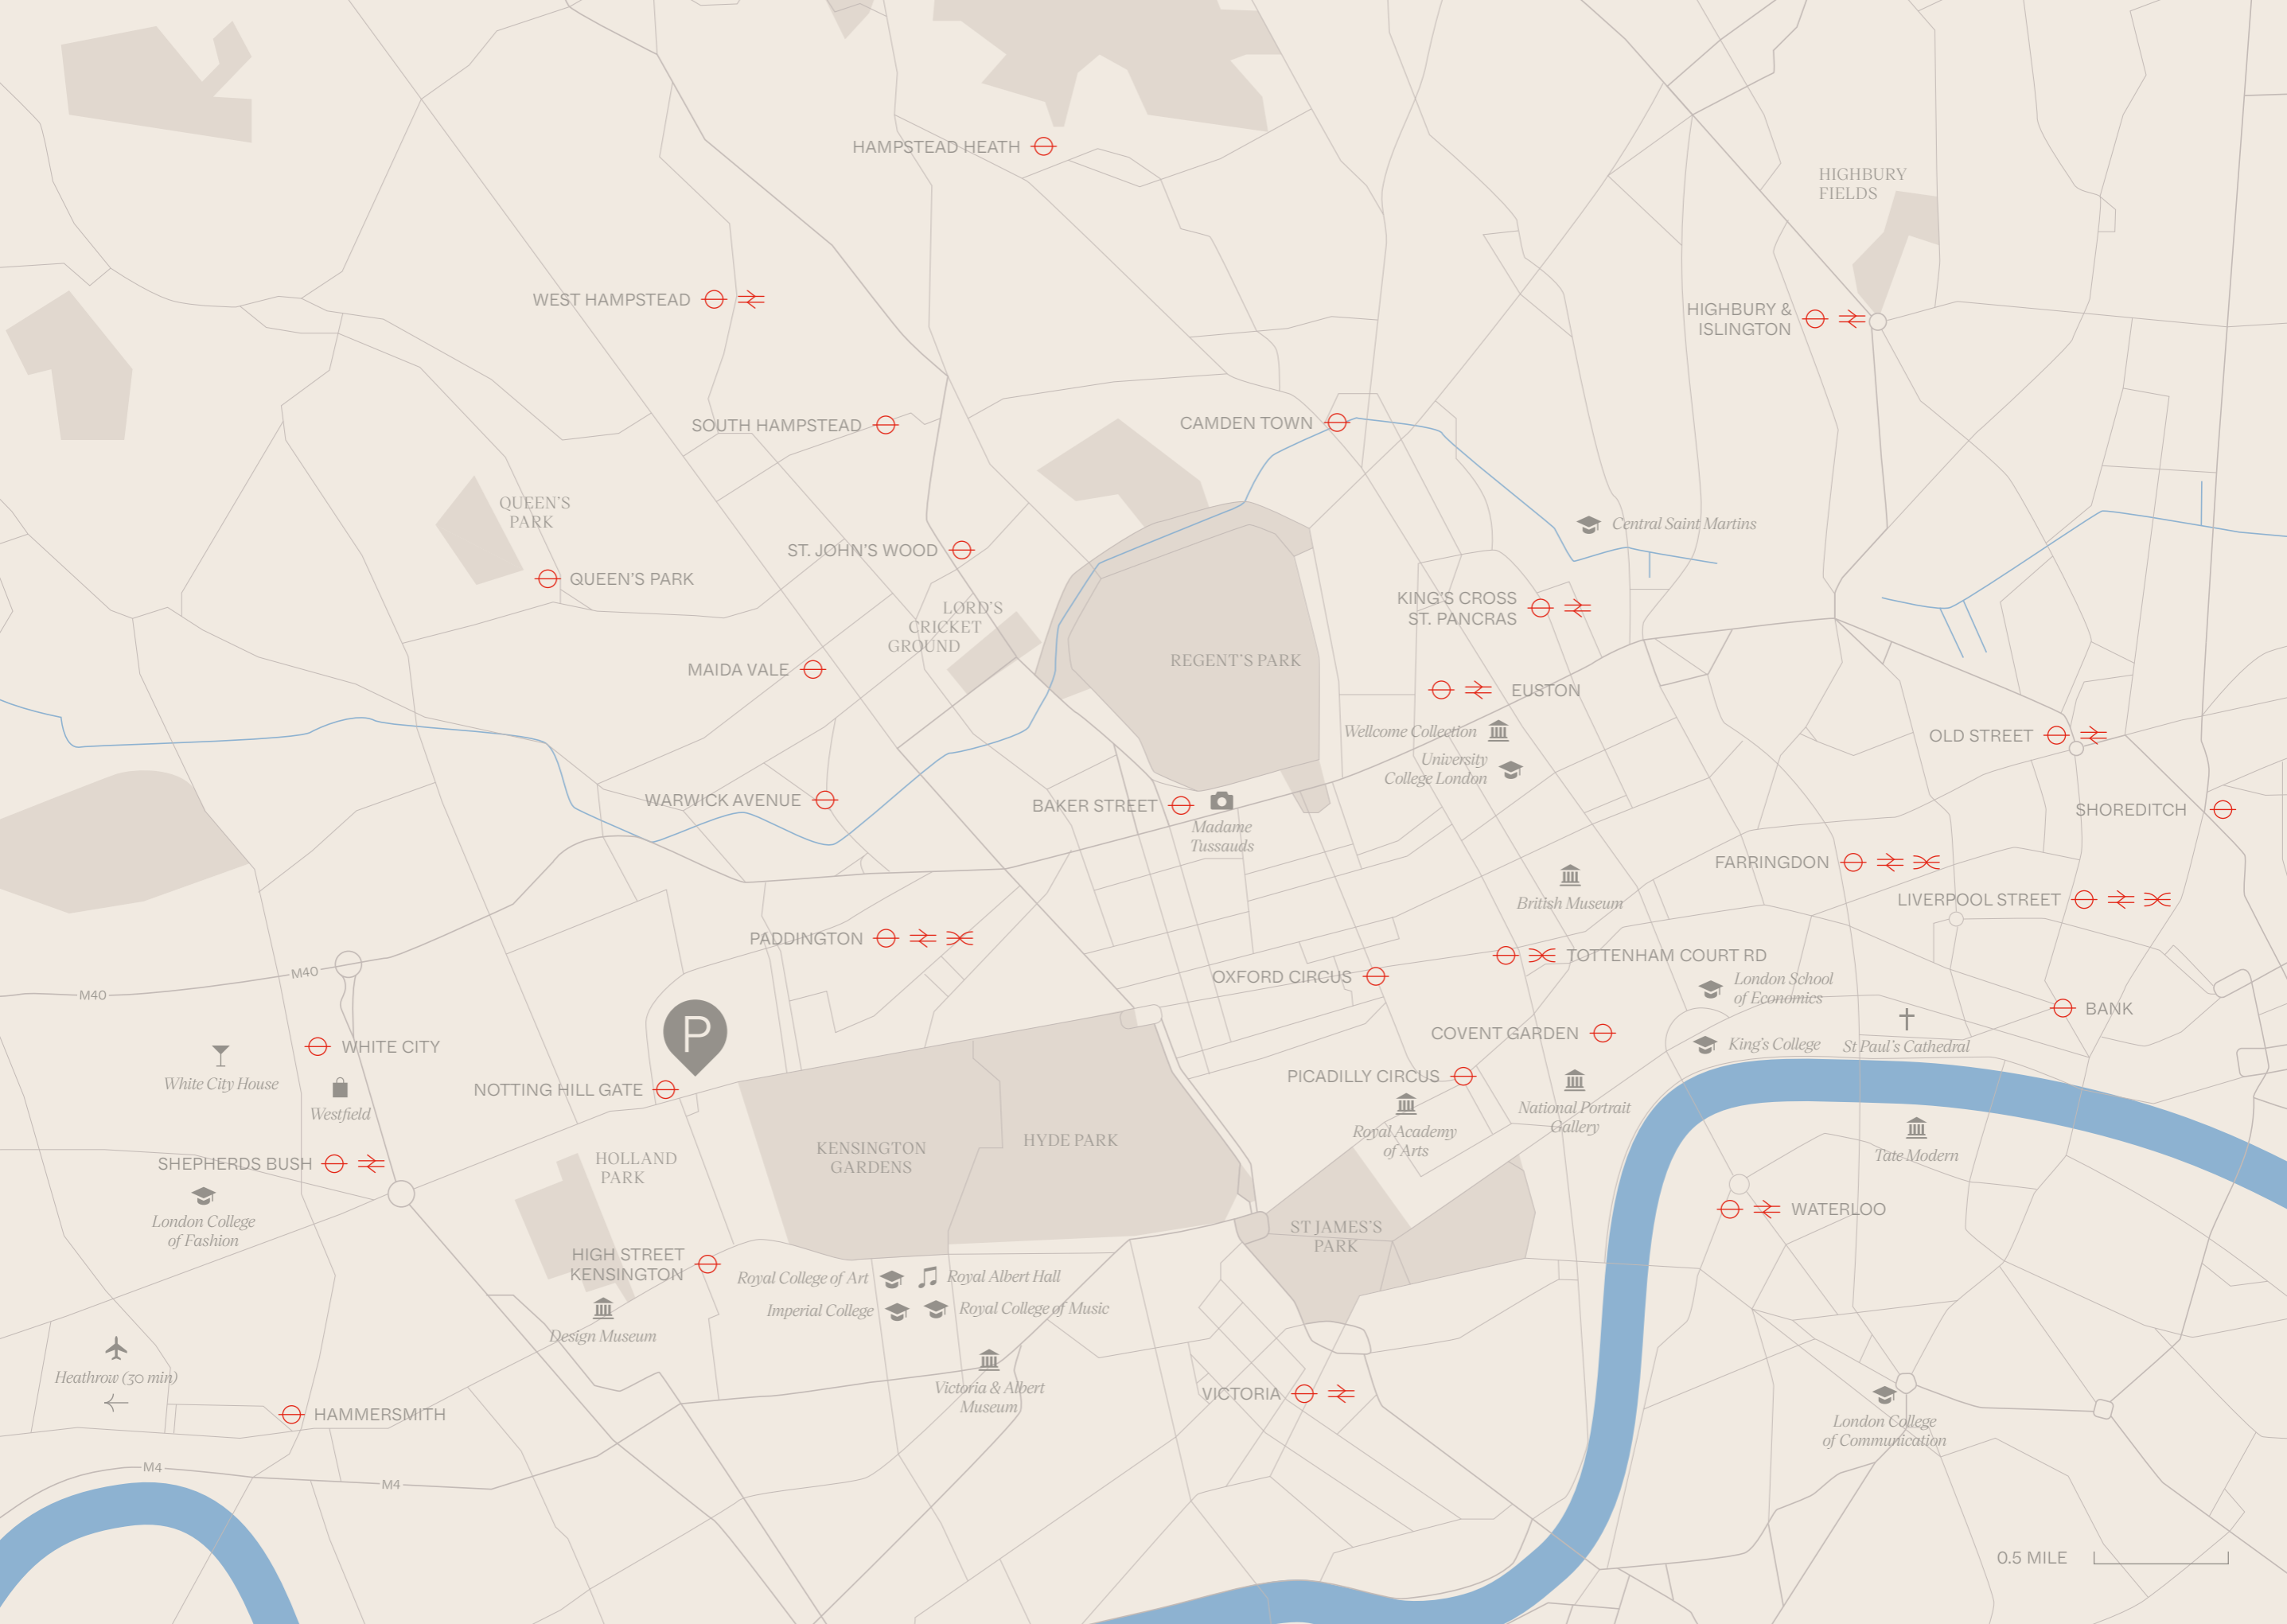 HAMPSTEAD HEATH
HIGHBURY
FIELDS
WEST HAMPSTEAD
HIGHBURY &
ISLINGTON
SOUTH HAMPSTEAD
CAMDEN TOWN
QUEEN'S
PARK
Central Saint Martins
ST. JOHN'S WOOD
QUEEN'S PARK
LORD'S
CRICKET
GROUND
KING'S CROSS
ST. PANCRAS
REGENT'S PARK
MAIDA VALE
EUSTON
Wellcome Collection
OLD STREET
University
College London
WARWICK AVENUE
BAKER STREET
Madame
Tussauds
SHOREDITCH
FARRINGDON
British Museum
LIVERPOOL STREET
PADDINGTON
TOTTENHAM COURT RD
OXFORD CIRCUS
M40
M40
London School
of Economics
BANK
P
COVENT GARDEN
King's College
St Paul's Cathedral
WHITE CITY
White City House
Westfield
NOTTING HILL GATE
PICADILLY CIRCUS
National Portrait
Gallery
Royal Academy
of Arts
KENSINGTON
GARDENS
HYDE PARK
Tate Modern
SHEPHERDS BUSH
HOLLAND
PARK
London College
of Fashion
WATERLOO
ST JAMES'S
PARK
HIGH STREET
KENSINGTON
Royal College of Art
Royal Albert Hall
Imperial College
Royal College of Music
Design Museum
Heathrow (30 min)
Victoria & Albert
Museum
VICTORIA
HAMMERSMITH
London College
of Communication
M4
M4
0.5 MILE